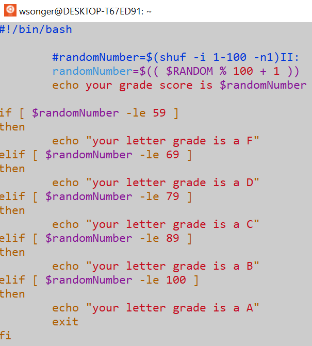 wsonger@DESKTOP-T67ED91: ~
#!/bin/bash
#randomNumber=$(shuf -i 1-100 -n1)II:
randomNumber=$(( $RANDOM % 100 + 1 ))
echo your grade score is $randomNumber
if [ $randomNumber -le 59 ]
then
echo "your letter grade is a F"
elif [ $randomNumber -le 69 ]
then
echo "your letter grade is a D"
elif [ $randomNumber -le 79 ]
then
echo "your letter grade is a C"
elif [ $randomNumber -le 89 ]
then
echo "your letter grade is a B"
elif [ $randomNumber -le 100 ]
then
echo "your letter grade is a A"
exit
fi